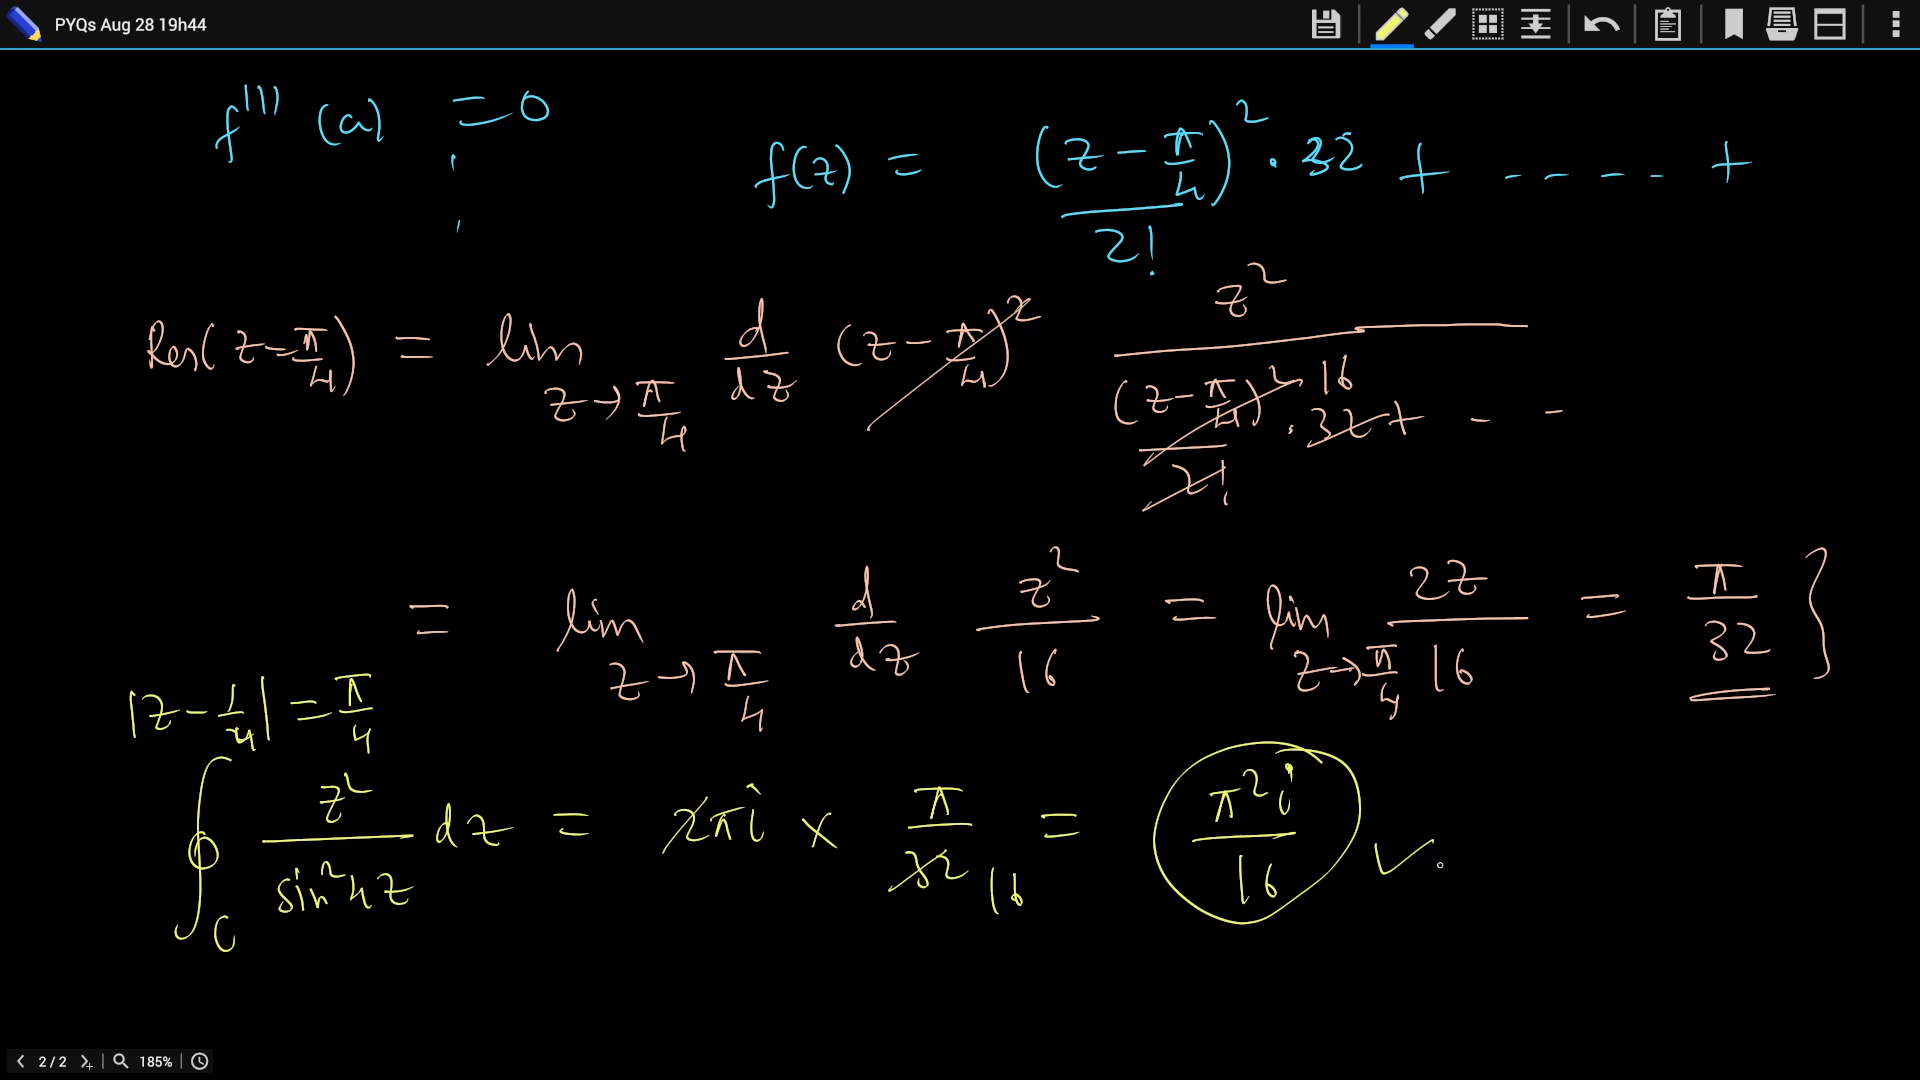 PYQs Aug 28 19h44
f'''(a) = 0
f(z) = (z - π/4)²/2! · 32 + ----- +
Res(z = π/4) = lim z→π/4 d/dz (z - π/4)² z²/((z - π/4)²/2! · 32 + - -) 16
= lim z→π/4 d/dz z²/16 = lim z→π/4 2z/16 = π/32 }
|z - 1/4| = π/4
∮_C z²/sin²4z dz = 2πi × π/32 16 = π²i/16 ✓.
2/2 185%